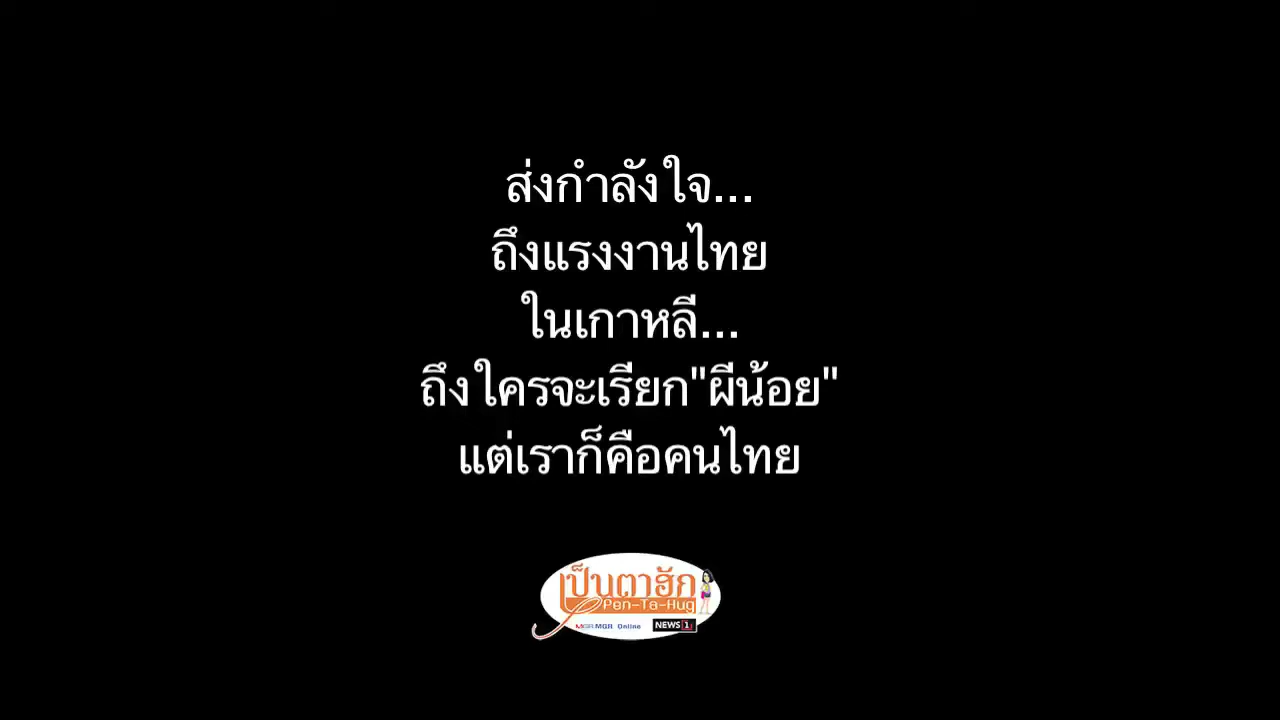 ส่งกำลังใจ...
ถึงแรงงานไทย
ในเกาหลี...
ถึงใครจะเรียก"ผีน้อย"
แต่เราก็คือคนไทย
เป็นตาฮัก
Pen-Ta-Hug
MGR Online NEWS 1